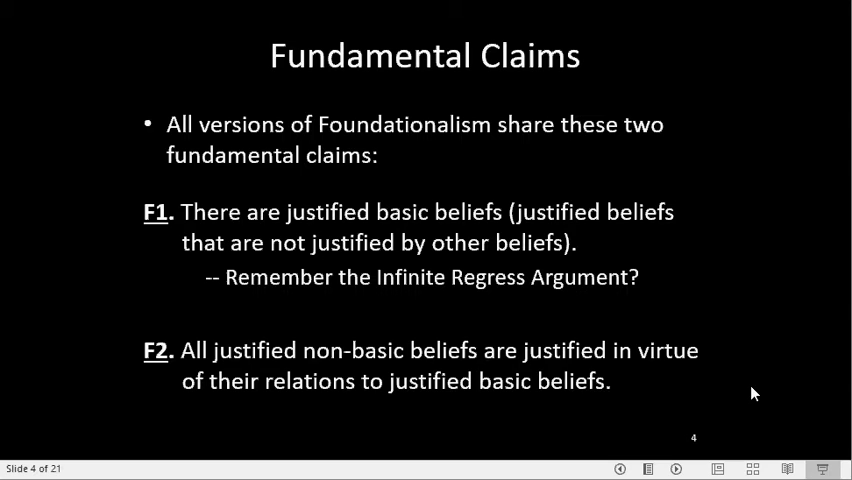 Fundamental Claims
• All versions of Foundationalism share these two
fundamental claims:
F1. There are justified basic beliefs (justified beliefs
that are not justified by other beliefs).
-- Remember the Infinite Regress Argument?
F2. All justified non-basic beliefs are justified in virtue
of their relations to justified basic beliefs.
4
Slide 4 of 21